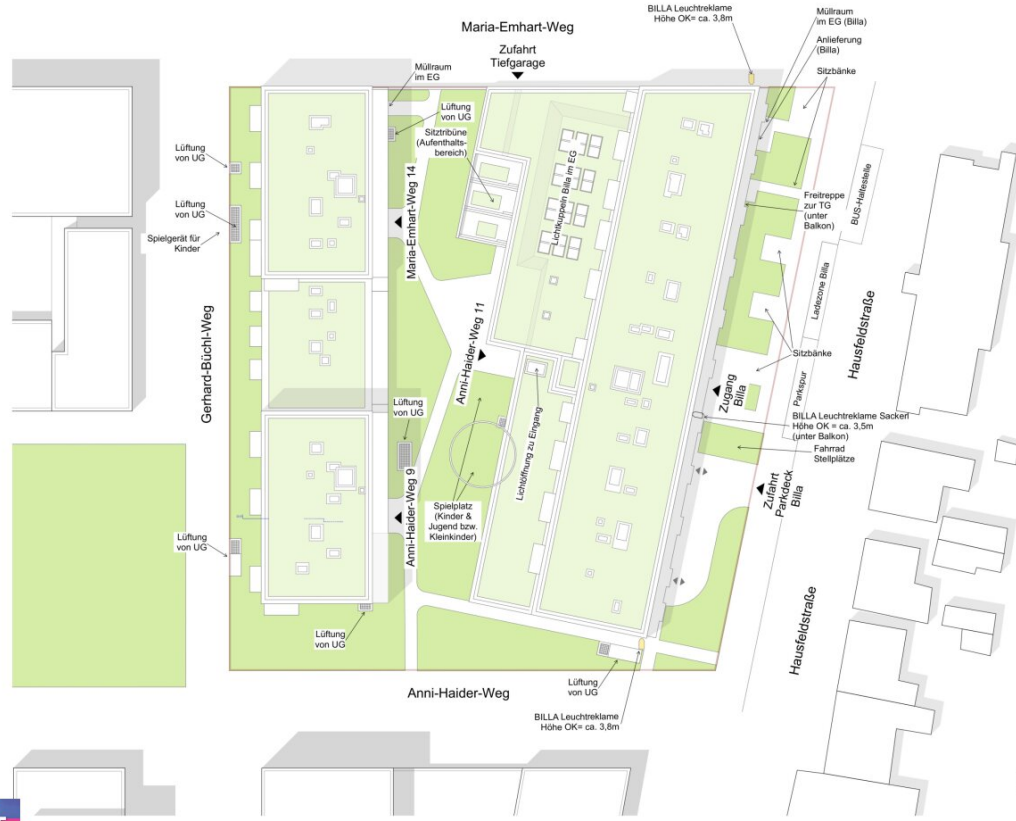 BILLA Leuchtreklame
Höhe OK= ca. 3,8m
Müllraum
im EG (Billa)
Maria-Emhart-Weg
Anlieferung
(Billa)
Zufahrt
Tiefgarage
Sitzbänke
Müllraum
im EG
Lüftung
von UG
Sitztribüne
(Aufenthalts-
bereich)
Lüftung
von UG
Lichtkuppeln Billa im EG
BUS-Haltestelle
Freitreppe
zur TG (unter
Balkon)
Lüftung
von UG
Maria-Emhart-Weg 14
Spielgerät für
Kinder
Ladezone Billa
Gerhard-Büchl-Weg
Hausfeldstraße
Anni-Haider-Weg 11
Sitzbänke
Parkspur
Zugang
Billa
Lüftung
von UG
Lichtöffnung zu Eingang
BILLA Leuchtreklame Sackerl
Höhe OK = ca. 3,5m
(unter Balkon)
Fahrrad
Stellplätze
Zufahrt
Parkdeck
Billa
Anni-Haider-Weg 9
Spielplatz
(Kinder &
Jugend bzw.
Kleinkinder)
Lüftung
von UG
Hausfeldstraße
Lüftung
von UG
Lüftung
von UG
Anni-Haider-Weg
BILLA Leuchtreklame
Höhe OK= ca. 3,8m